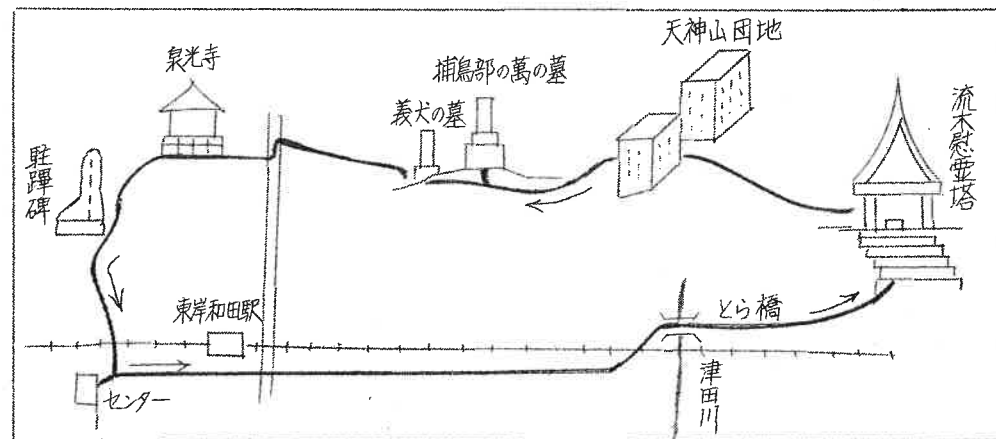 天神山団地
泉光寺
捕鳥部の萬の墓
義犬の墓
流木慰霊塔
駐蹕碑
東岸和田駅
とら橋
津田川
センター